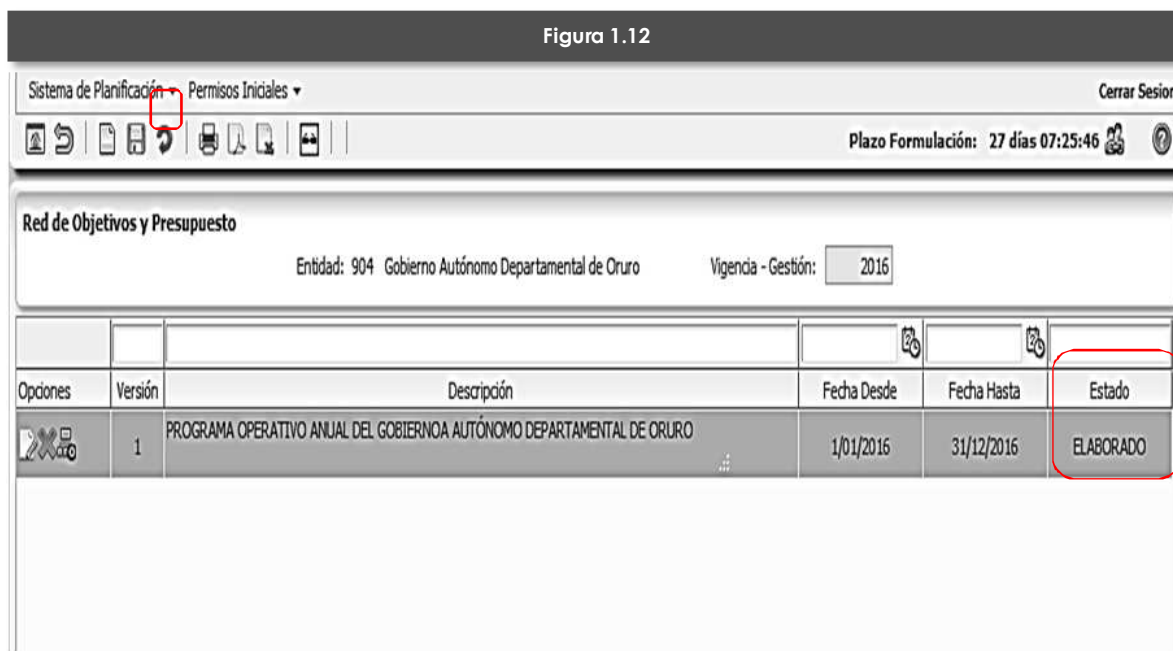 Figura 1.12
Sistema de Planificación Permisos Iniciales Cerrar Sesion
Plazo Formulación: 27 días 07:25:46
Red de Objetivos y Presupuesto
Entidad: 904 Gobierno Autónomo Departamental de Oruro Vigencia - Gestión: 2016
Opciones Versión Descripción Fecha Desde Fecha Hasta Estado
1 PROGRAMA OPERATIVO ANUAL DEL GOBIERNOA AUTÓNOMO DEPARTAMENTAL DE ORURO 1/01/2016 31/12/2016 ELABORADO